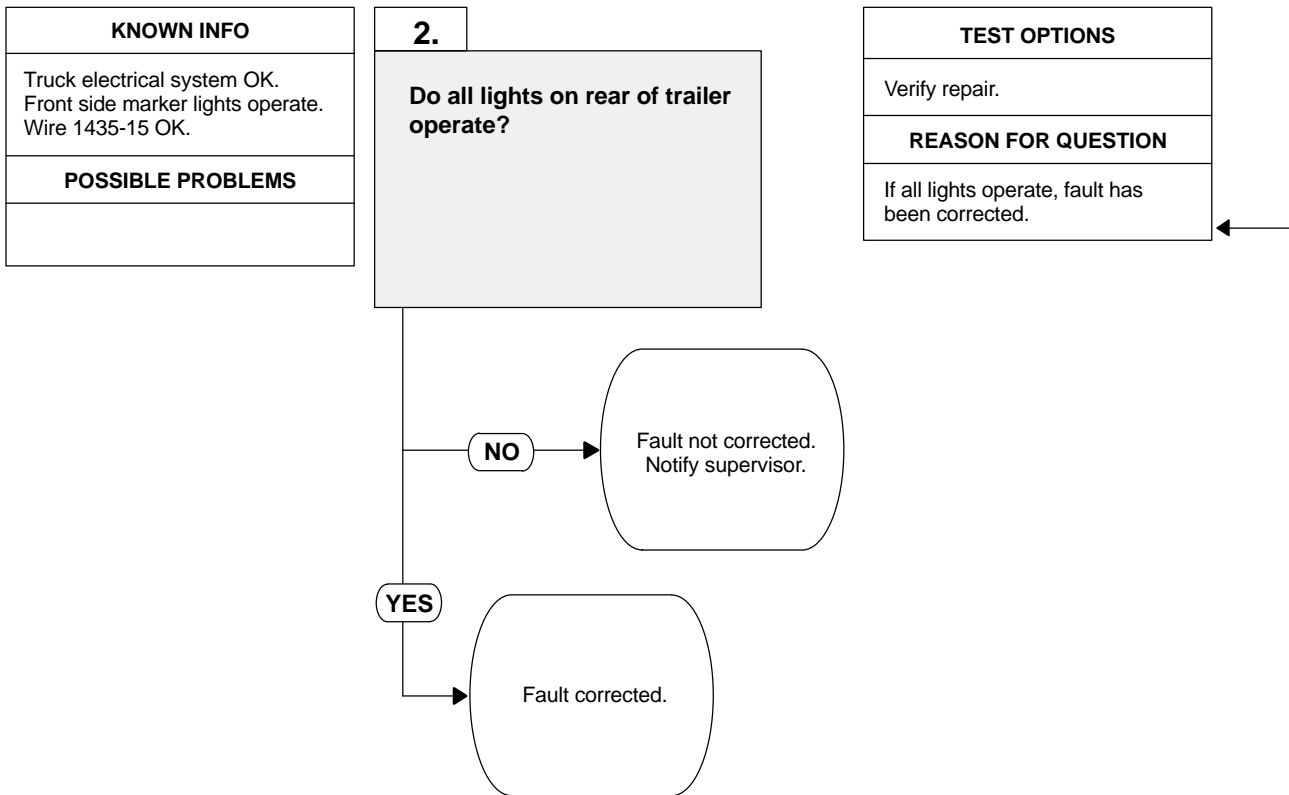 KNOWN INFO
Truck electrical system OK.
Front side marker lights operate.
Wire 1435-15 OK.
POSSIBLE PROBLEMS
2.
Do all lights on rear of trailer
operate?
TEST OPTIONS
Verify repair.
REASON FOR QUESTION
If all lights operate, fault has
been corrected.
NO
Fault not corrected.
Notify supervisor.
YES
Fault corrected.